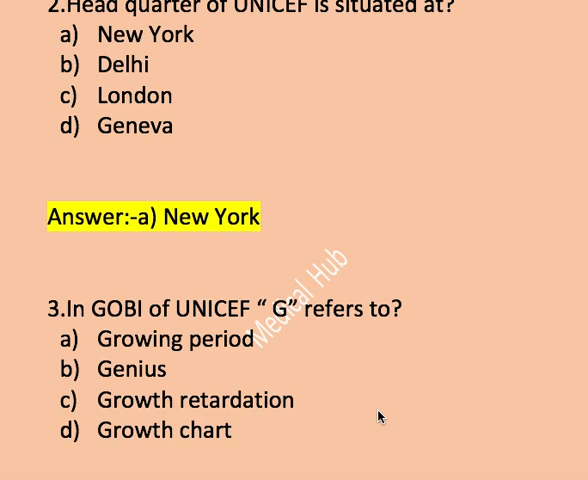 2.Head quarter of UNICEF is situated at?
a) New York
b) Delhi
c) London
d) Geneva
Answer:-a) New York
3.In GOBI of UNICEF “ G” refers to?
a) Growing period
b) Genius
c) Growth retardation
d) Growth chart
Medical Hub